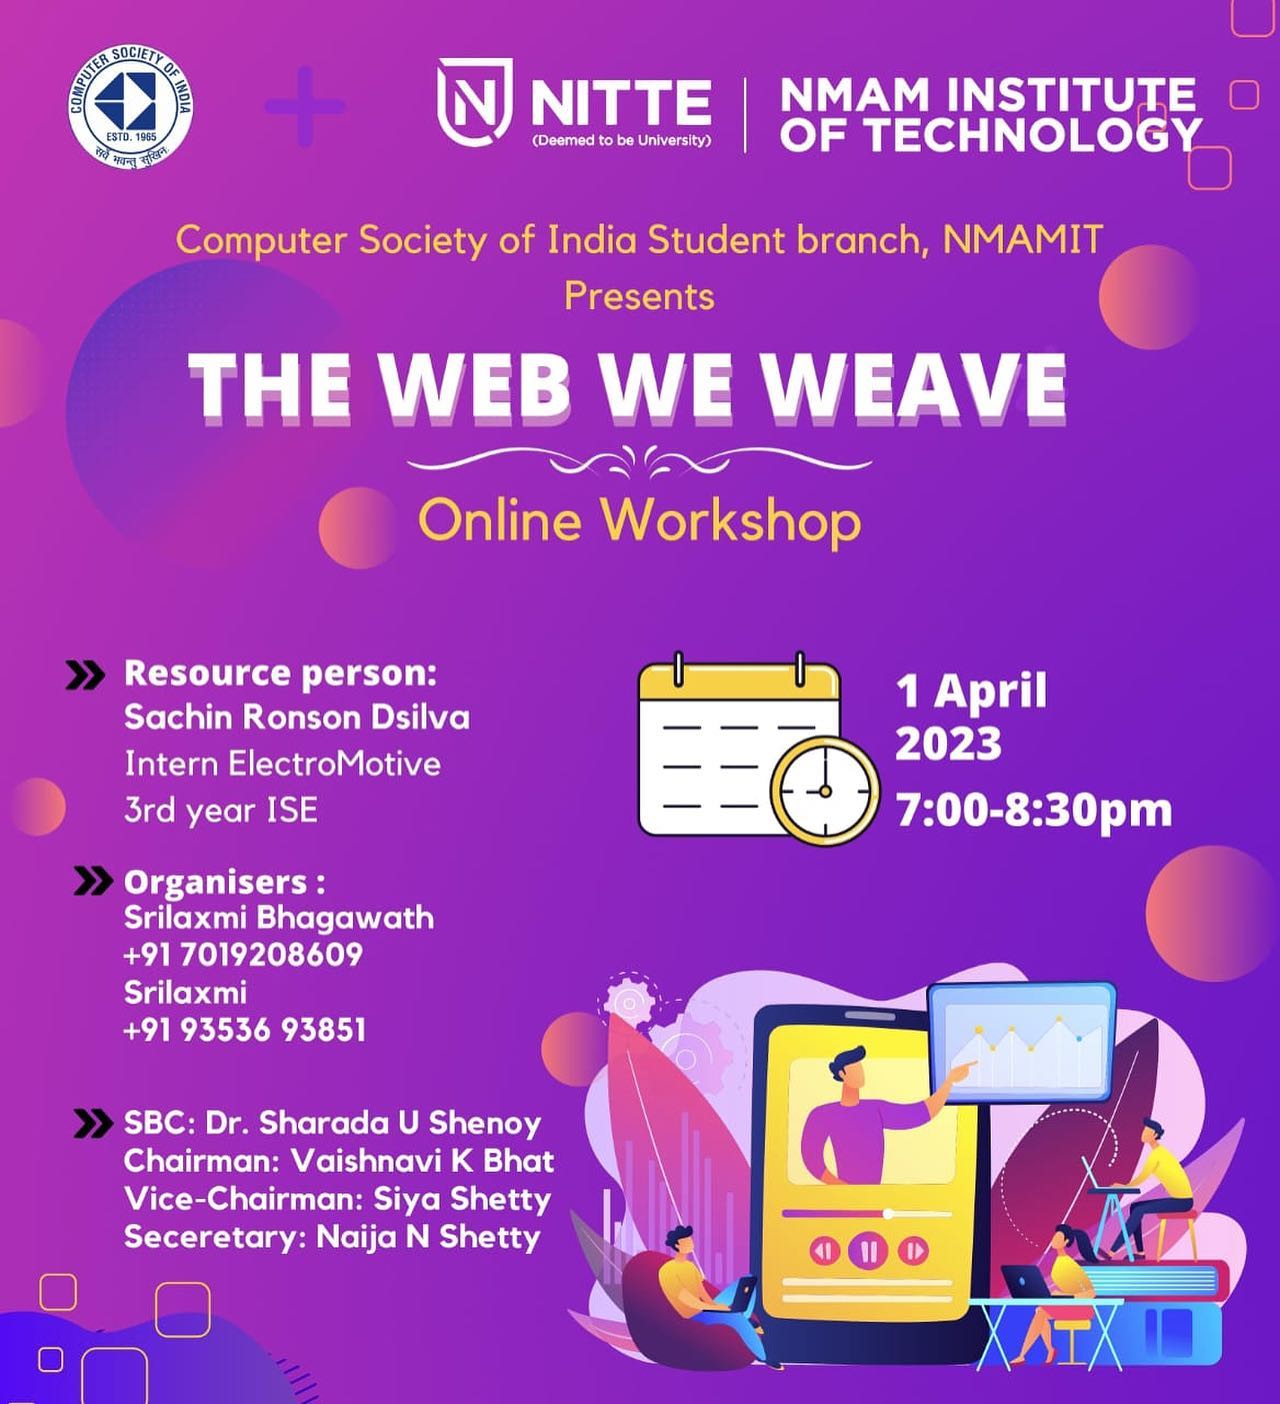 COMPUTER SOCIETY OF INDIA
ESTD. 1965
सर्वे भवन्तु सुखिनः
NITTE
(Deemed to be University)
NMAM INSTITUTE
OF TECHNOLOGY
Computer Society of India Student branch, NMAMIT
Presents
THE WEB WE WEAVE
Online Workshop
Resource person:
Sachin Ronson Dsilva
Intern ElectroMotive
3rd year ISE
1 April
2023
7:00-8:30pm
Organisers :
Srilaxmi Bhagawath
+91 7019208609
Srilaxmi
+91 93536 93851
SBC: Dr. Sharada U Shenoy
Chairman: Vaishnavi K Bhat
Vice-Chairman: Siya Shetty
Seceretary: Naija N Shetty